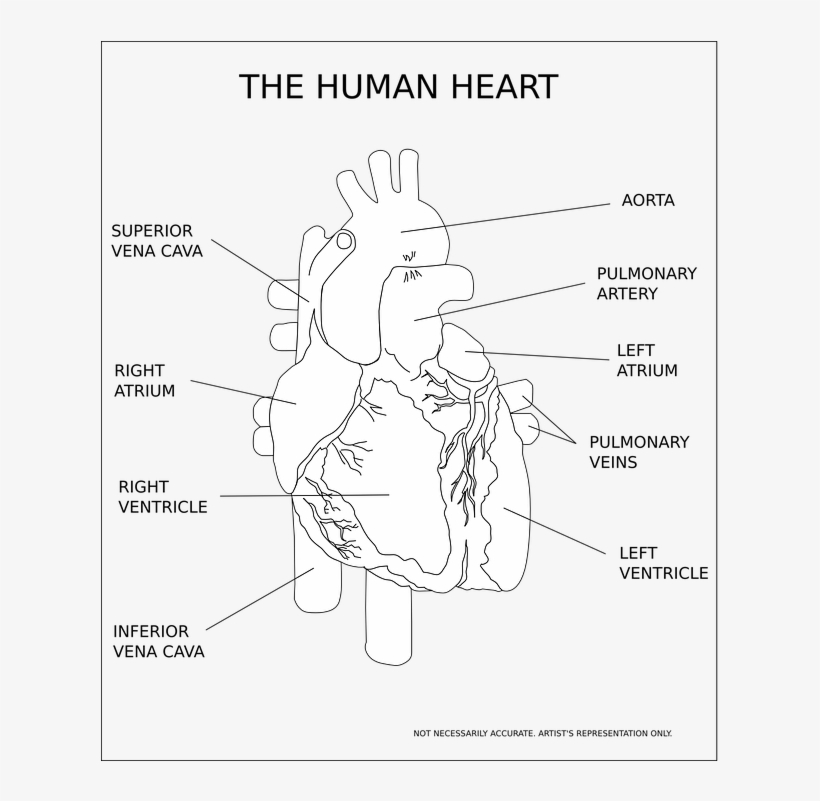 THE HUMAN HEART
AORTA
SUPERIOR
VENA CAVA
PULMONARY
ARTERY
LEFT
ATRIUM
RIGHT
ATRIUM
PULMONARY
VEINS
RIGHT
VENTRICLE
LEFT
VENTRICLE
INFERIOR
VENA CAVA
NOT NECESSARILY ACCURATE. ARTIST'S REPRESENTATION ONLY.